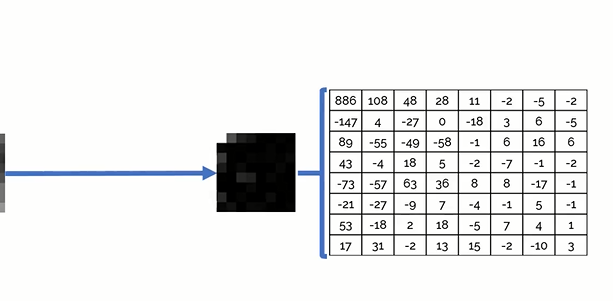 886 108 48 28 11 -2 -5 -2
-147 4 -27 0 -18 3 6 -5
89 -55 -49 -58 -1 6 16 6
43 -4 18 5 -2 -7 -1 -2
-73 -57 63 36 8 8 -17 -1
-21 -27 -9 7 -4 -1 5 -1
53 -18 2 18 -5 7 4 1
17 31 -2 13 15 -2 -10 3